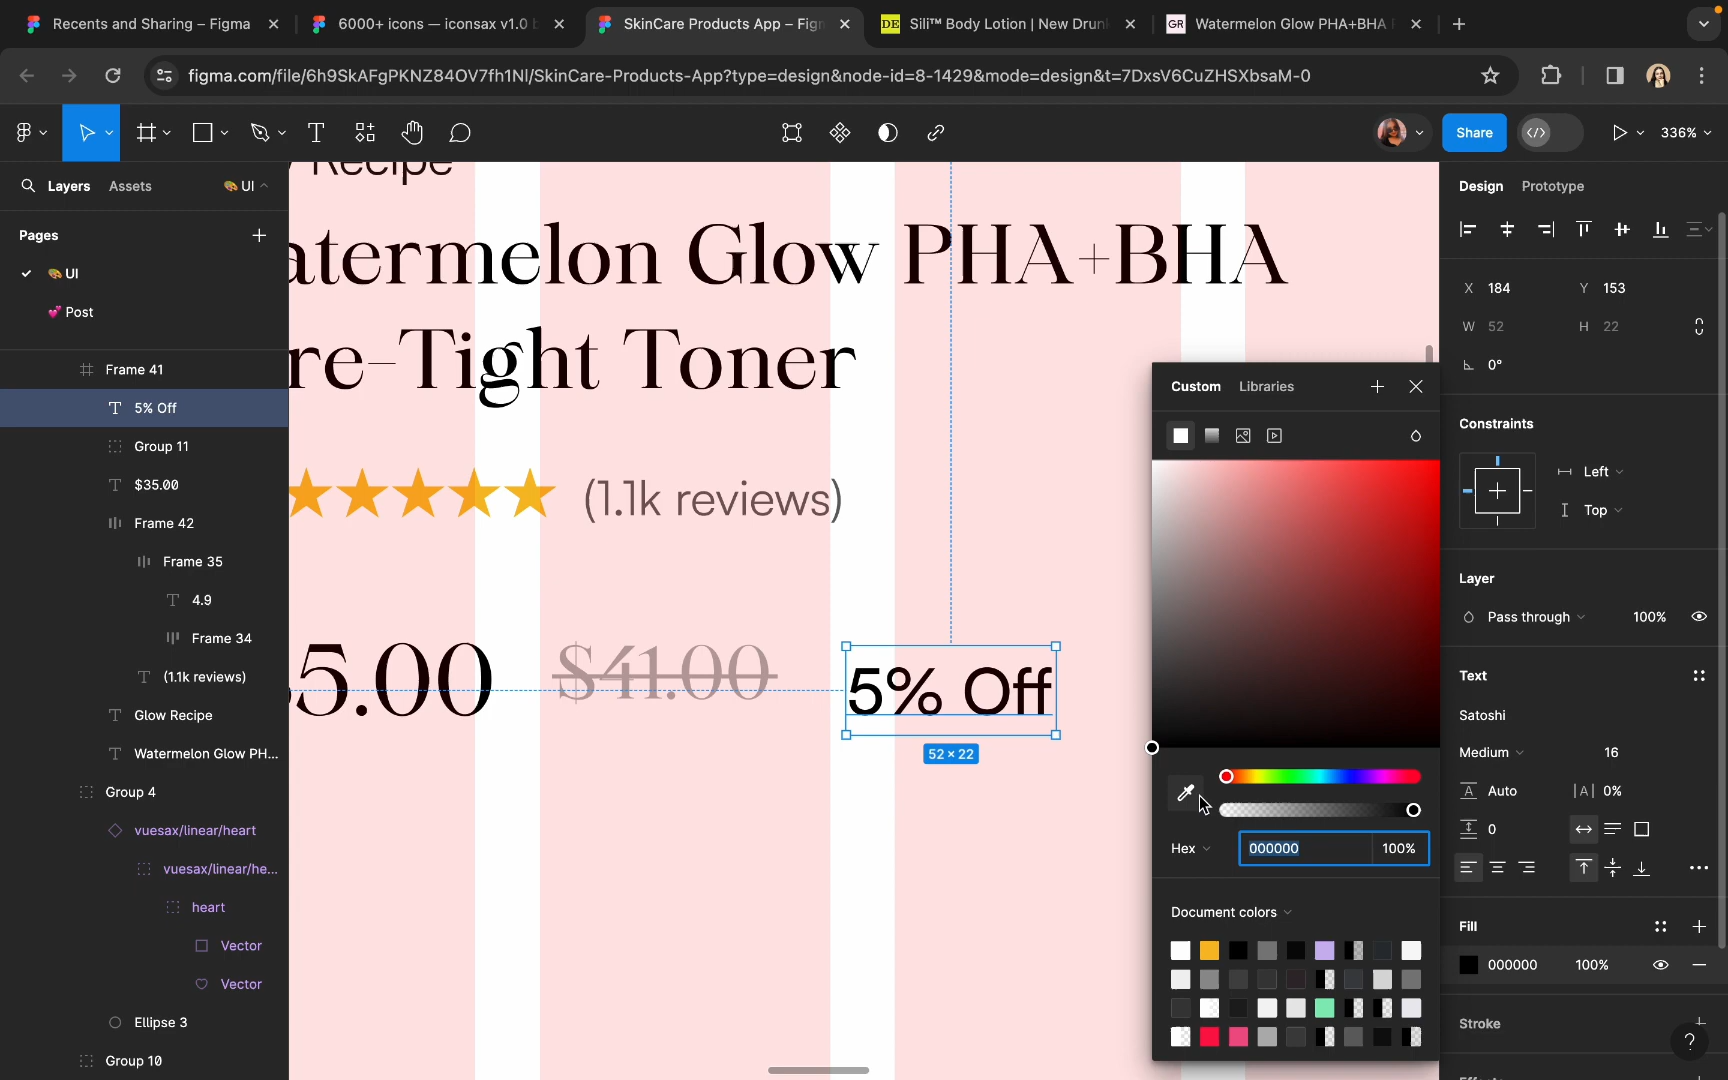 Recents and Sharing – Figma
6000+ icons — iconsax v1.0 b
SkinCare Products App – Figm
DE Sili™ Body Lotion | New Drunk
GR Watermelon Glow PHA+BHA P
figma.com/file/6h9SkAFgPKNZ84OV7fh1NI/SkinCare-Products-App?type=design&node-id=8-1429&mode=design&t=7DxsV6CuZHSXbsaM-0
Share
336%
Layers
Assets
UI
Pages
UI
Post
Frame 41
5% Off
Group 11
$35.00
Frame 42
Frame 35
4.9
Frame 34
(1.1k reviews)
Glow Recipe
Watermelon Glow PH...
Group 4
vuesax/linear/heart
vuesax/linear/he...
heart
Vector
Vector
Ellipse 3
Group 10
Recipe
atermelon Glow PHA+BHA
re-Tight Toner
(1.1k reviews)
5.00
$41.00
5% Off
52 × 22
Custom
Libraries
Hex
000000
100%
Document colors
Design
Prototype
X 184
Y 153
W 52
H 22
0°
Constraints
Left
Top
Layer
Pass through
100%
Text
Satoshi
Medium
16
A Auto
|A| 0%
0
Fill
000000
100%
Stroke
?